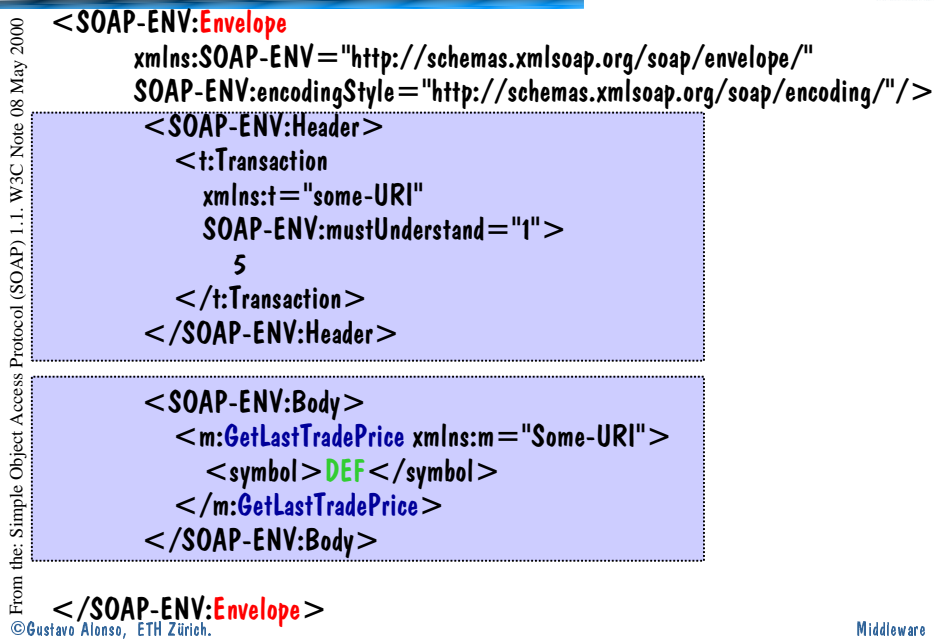 From the: Simple Object Access Protocol (SOAP) 1.1. W3C Note 08 May 2000
<SOAP-ENV:Envelope
xmlns:SOAP-ENV="http://schemas.xmlsoap.org/soap/envelope/"
SOAP-ENV:encodingStyle="http://schemas.xmlsoap.org/soap/encoding/"/>
<SOAP-ENV:Header>
<t:Transaction
xmlns:t="some-URI"
SOAP-ENV:mustUnderstand="1">
5
</t:Transaction>
</SOAP-ENV:Header>
<SOAP-ENV:Body>
<m:GetLastTradePrice xmlns:m="Some-URI">
<symbol>DEF</symbol>
</m:GetLastTradePrice>
</SOAP-ENV:Body>
</SOAP-ENV:Envelope>
©Gustavo Alonso, ETH Zürich.
Middleware